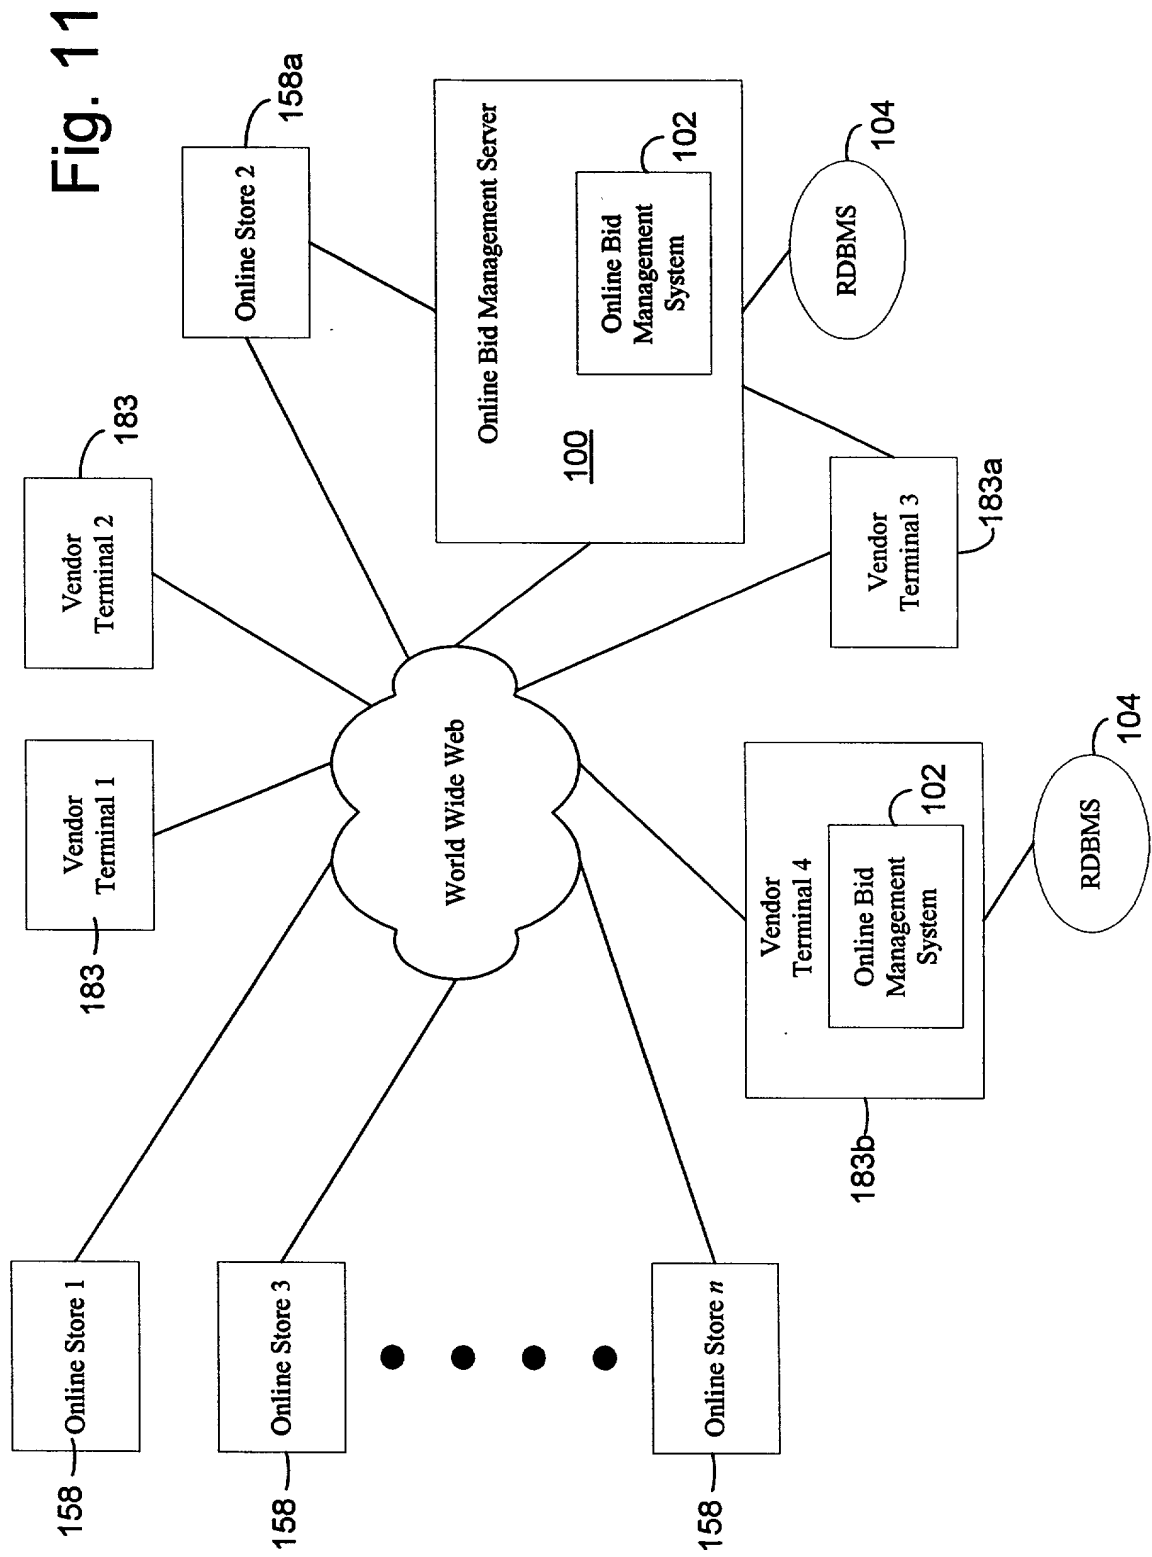 Fig. 11
158
Online Store 1
158
Online Store 3
158
Online Store n
183
Vendor
Terminal 1
183
Vendor
Terminal 2
158a
Online Store 2
World Wide Web
Online Bid Management Server
100
102
Online Bid
Management
System
104
RDBMS
183a
Vendor
Terminal 3
183b
Vendor
Terminal 4
102
Online Bid
Management
System
104
RDBMS